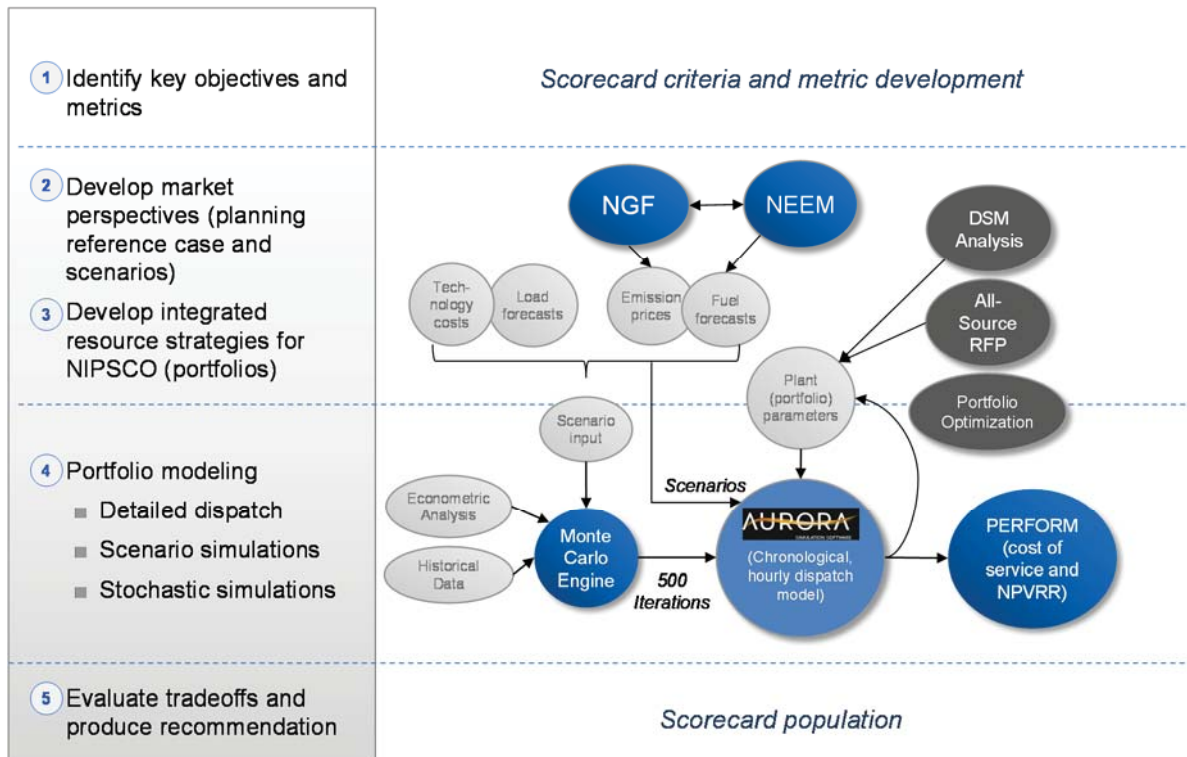 1 Identify key objectives and
metrics
Scorecard criteria and metric development
2 Develop market
perspectives (planning
reference case and
scenarios)
3 Develop integrated
resource strategies for
NIPSCO (portfolios)
NGF
NEEM
DSM
Analysis
Tech-
nology
costs
Load
forecasts
Emission
prices
Fuel
forecasts
All-
Source
RFP
Plant
(portfolio)
parameters
Portfolio
Optimization
4 Portfolio modeling
Detailed dispatch
Scenario simulations
Stochastic simulations
Scenario
input
Econometric
Analysis
Historical
Data
Monte
Carlo
Engine
Scenarios
500
Iterations
AURORA
SIMULATION SOFTWARE
(Chronological,
hourly dispatch
model)
PERFORM
(cost of
service and
NPVRR)
5 Evaluate tradeoffs and
produce recommendation
Scorecard population